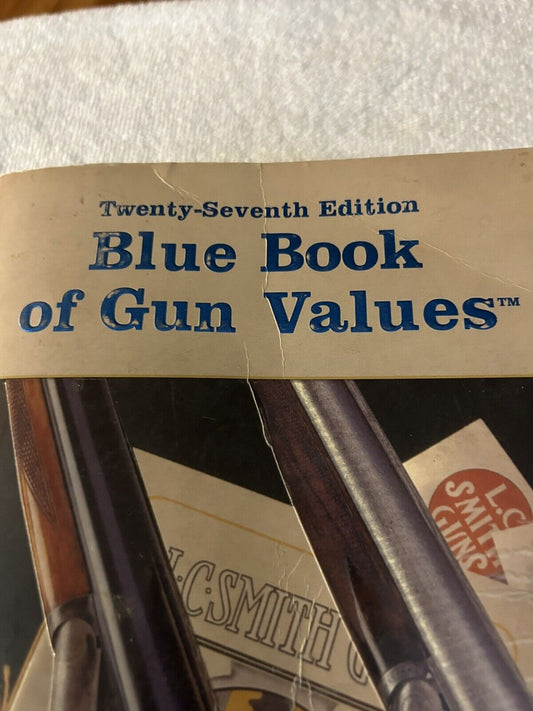 Twenty-Seventh Edition
Blue Book
of Gun Values™
L.C.
SMITH
GUNS
L.C. SMITH G